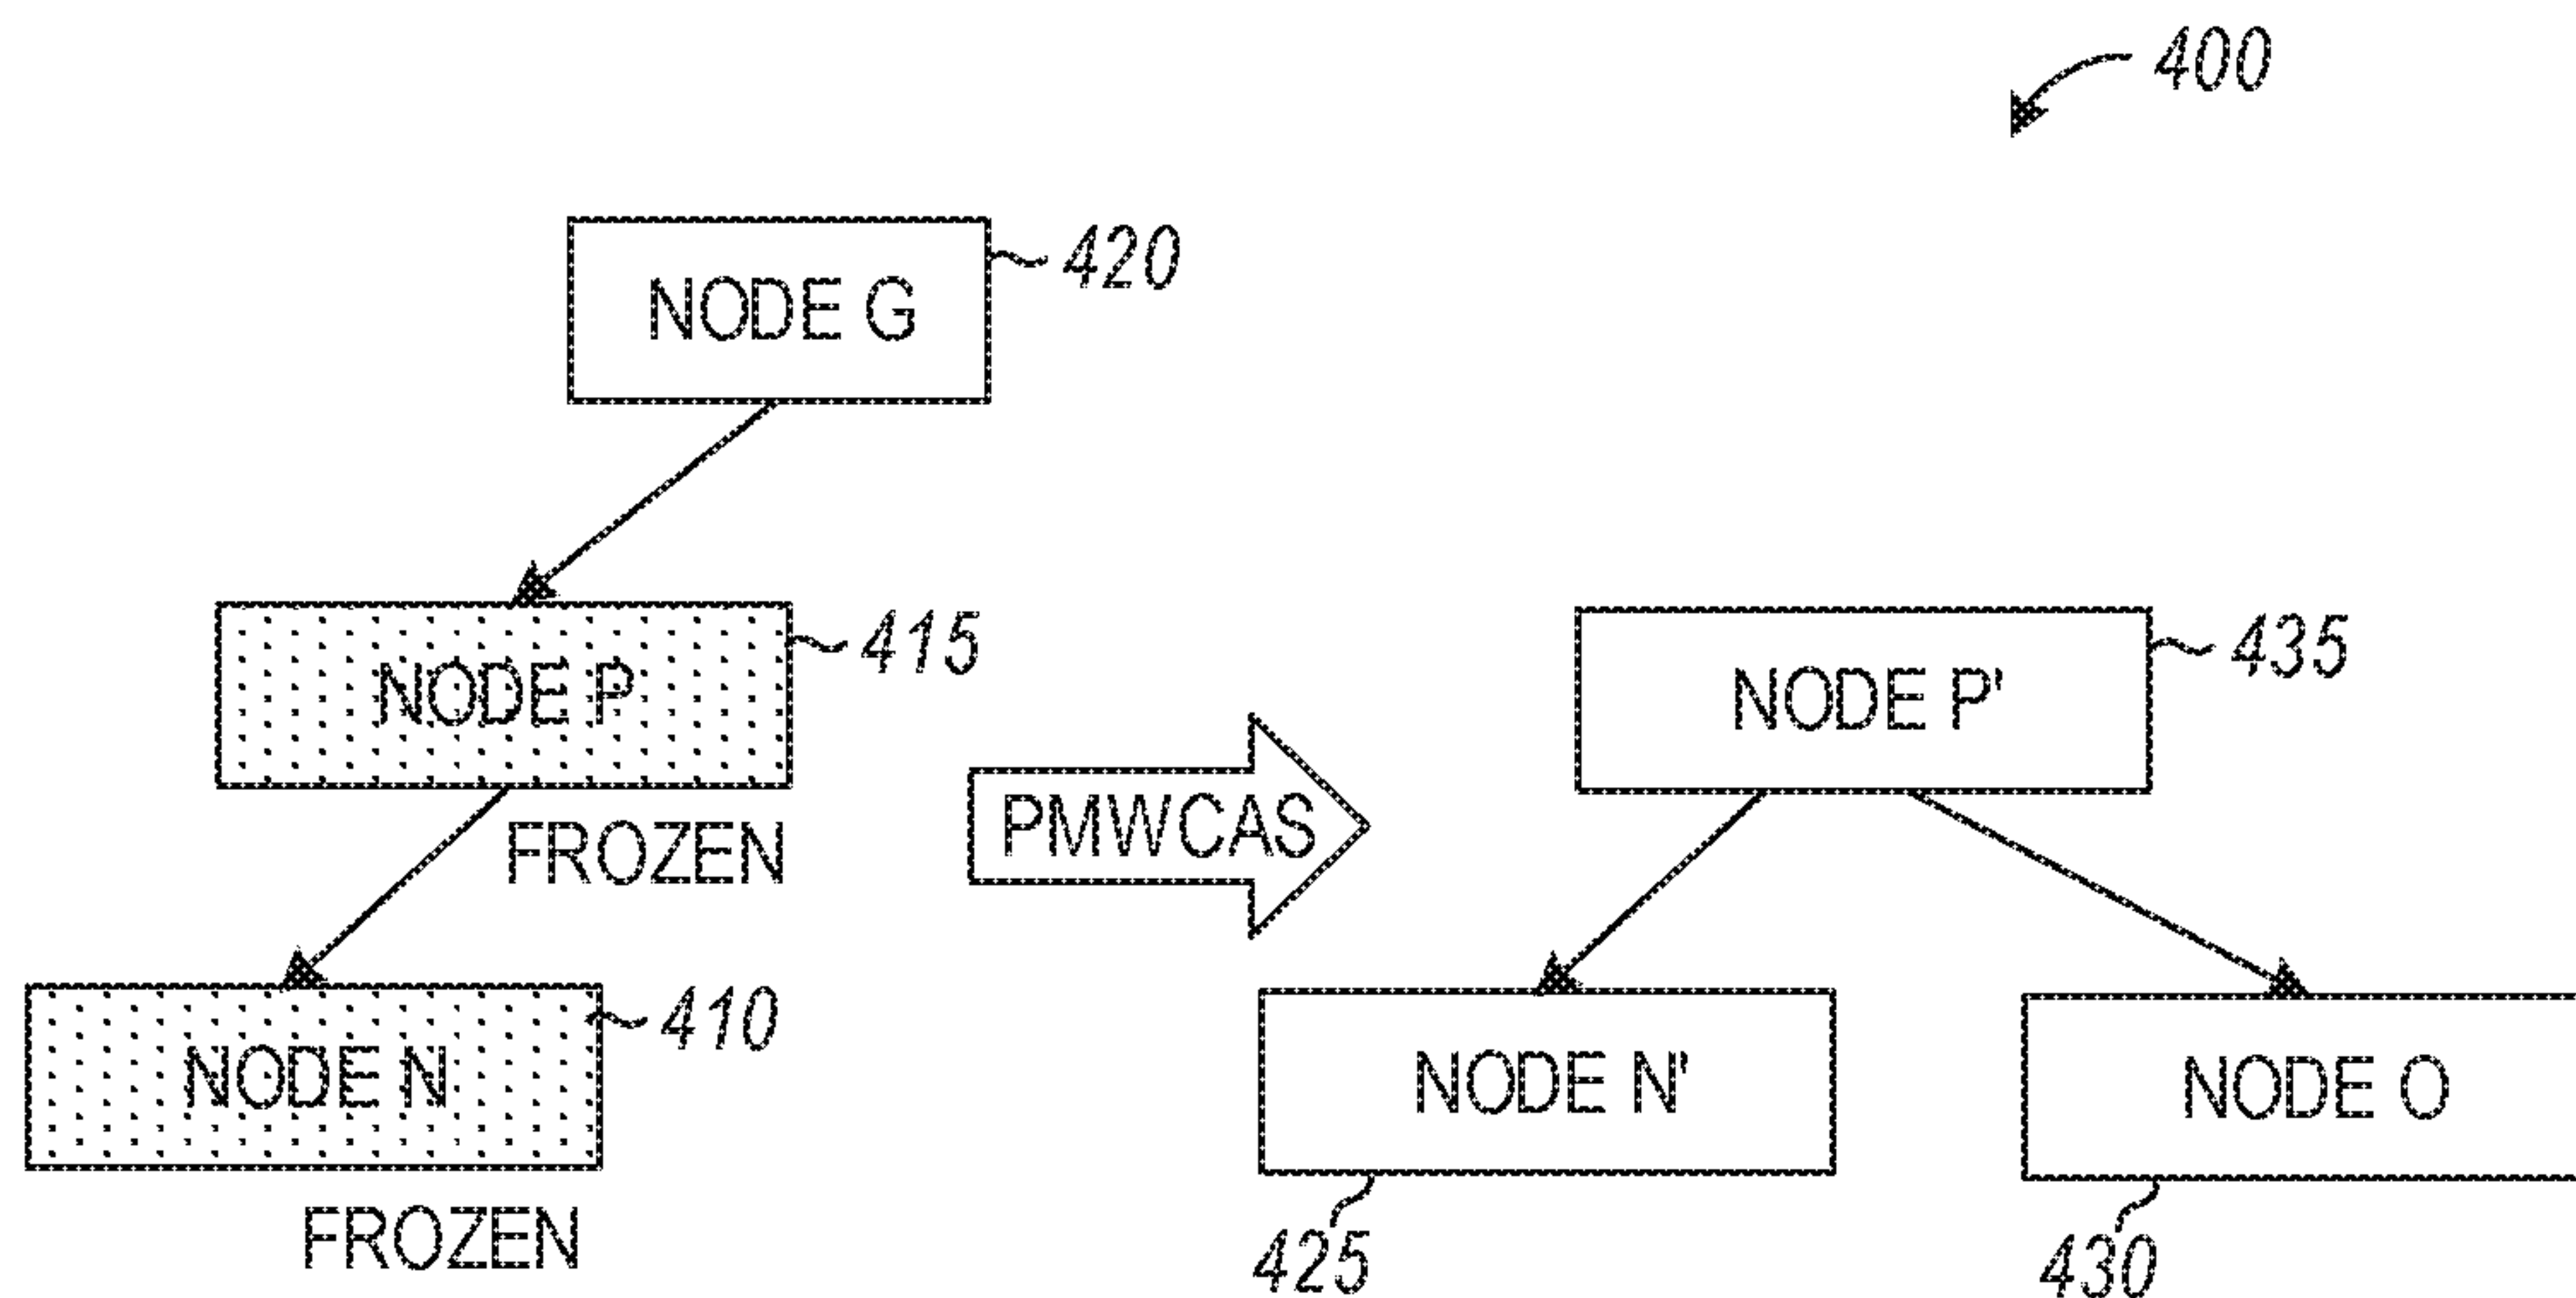 400
NODE G
420
NODE P
415
NODE P'
435
FROZEN
PMWCAS
NODE N
410
NODE N'
NODE O
FROZEN
425
430